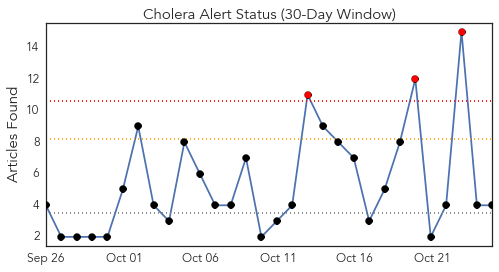 Cholera Alert Status (30-Day Window)
Articles Found
14
12
10
8
6
4
2
Sep 26
Oct 01
Oct 06
Oct 11
Oct 16
Oct 21